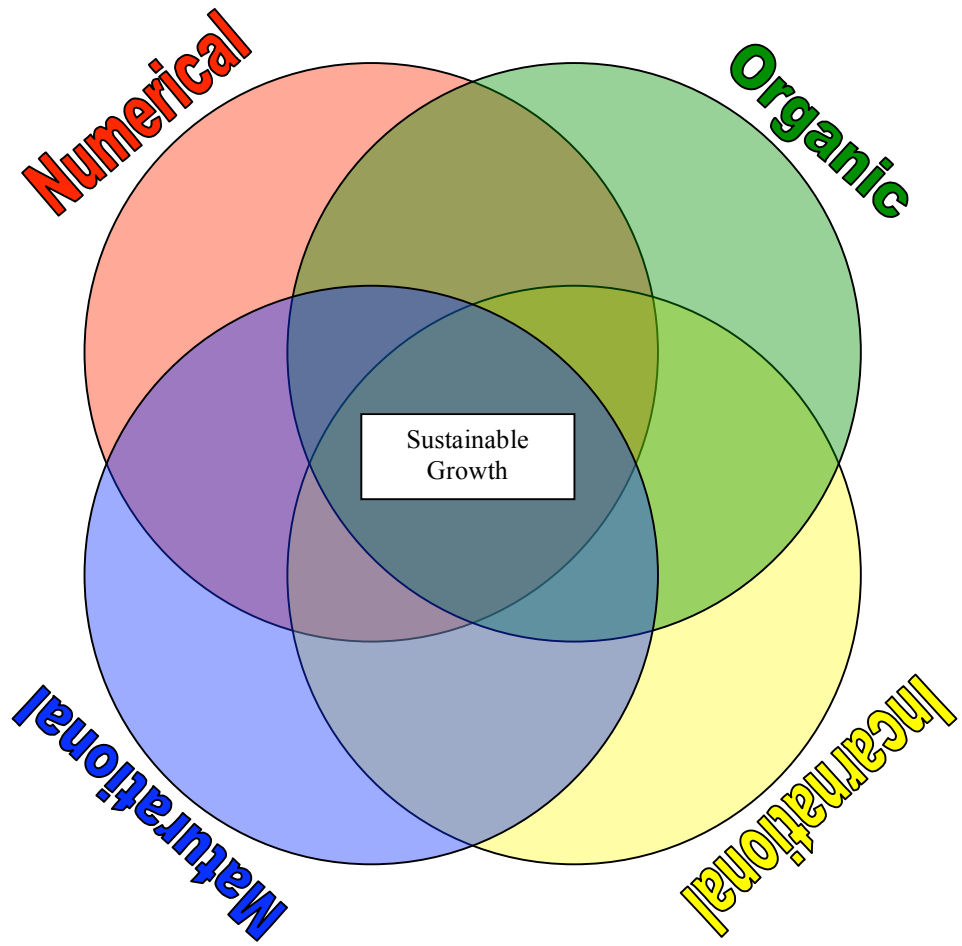 Numerical
Organic
Sustainable
Growth
Maturational
Incarnational